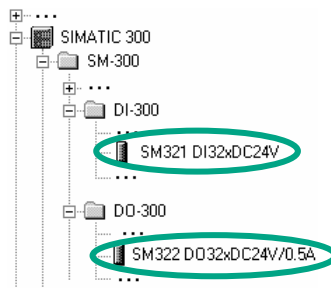 ...
SIMATIC 300
SM-300
...
DI-300
...
SM321 DI32xDC24V
...
DO-300
...
SM322 DO32xDC24V/0.5A
...